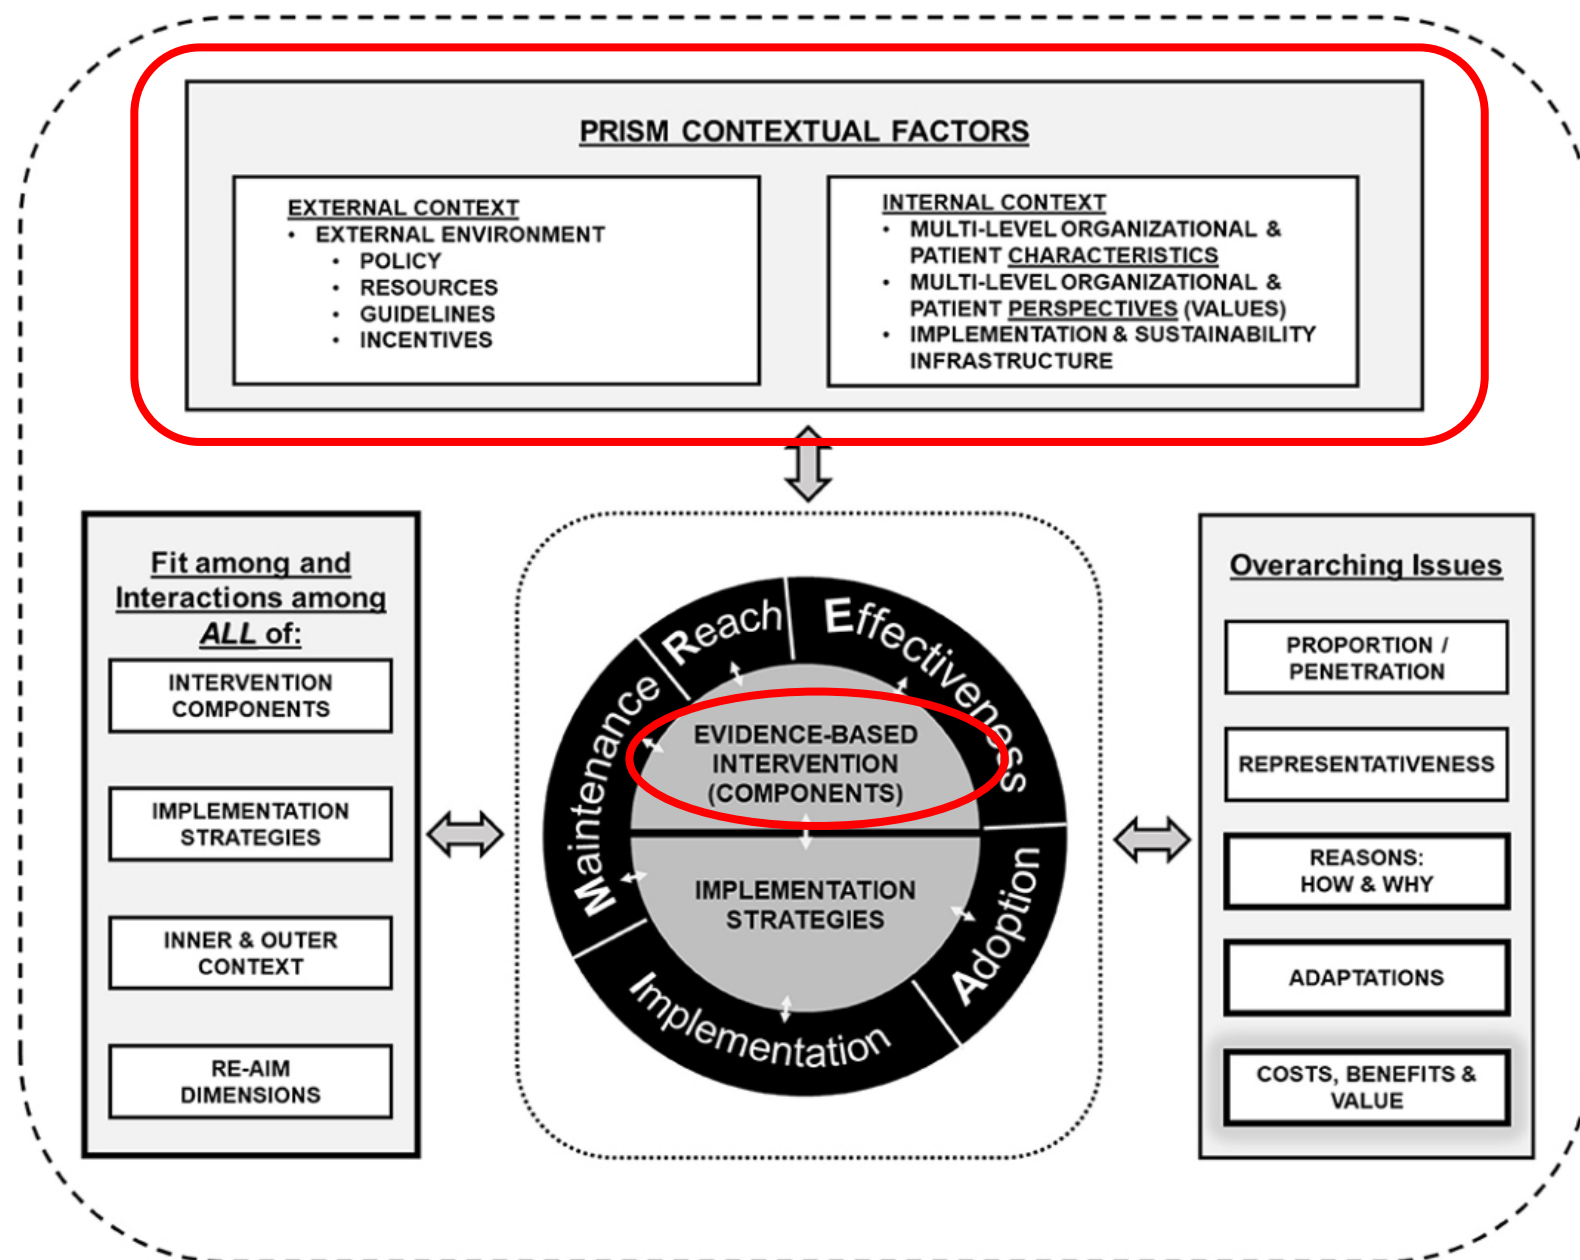 PRISM CONTEXTUAL FACTORS
EXTERNAL CONTEXT
• EXTERNAL ENVIRONMENT
• POLICY
• RESOURCES
• GUIDELINES
• INCENTIVES
INTERNAL CONTEXT
• MULTI-LEVEL ORGANIZATIONAL &
PATIENT CHARACTERISTICS
• MULTI-LEVEL ORGANIZATIONAL &
PATIENT PERSPECTIVES (VALUES)
• IMPLEMENTATION & SUSTAINABILITY
INFRASTRUCTURE
Fit among and
Interactions among
ALL of:
INTERVENTION
COMPONENTS
IMPLEMENTATION
STRATEGIES
INNER & OUTER
CONTEXT
RE-AIM
DIMENSIONS
Reach
Effectiveness
Adoption
Implementation
Maintenance
EVIDENCE-BASED
INTERVENTION
(COMPONENTS)
IMPLEMENTATION
STRATEGIES
Overarching Issues
PROPORTION /
PENETRATION
REPRESENTATIVENESS
REASONS:
HOW & WHY
ADAPTATIONS
COSTS, BENEFITS &
VALUE